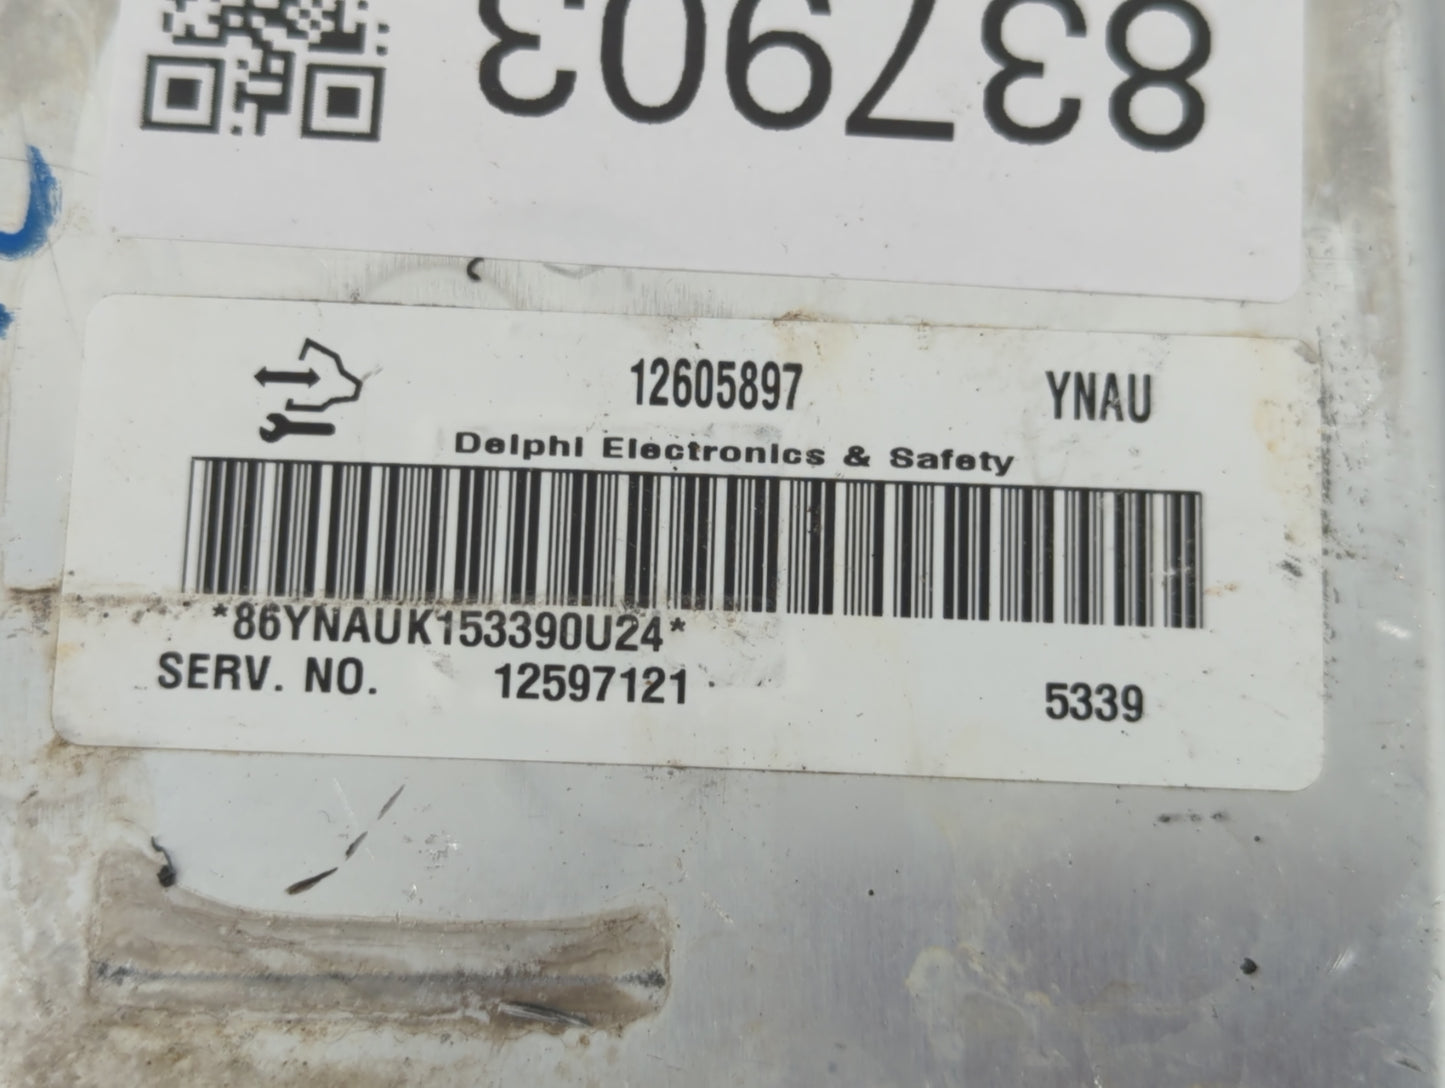 837903
12605897 YNAU
Delphi Electronics & Safety
*86YNAUK153390U24*
SERV. NO. 12597121 5339